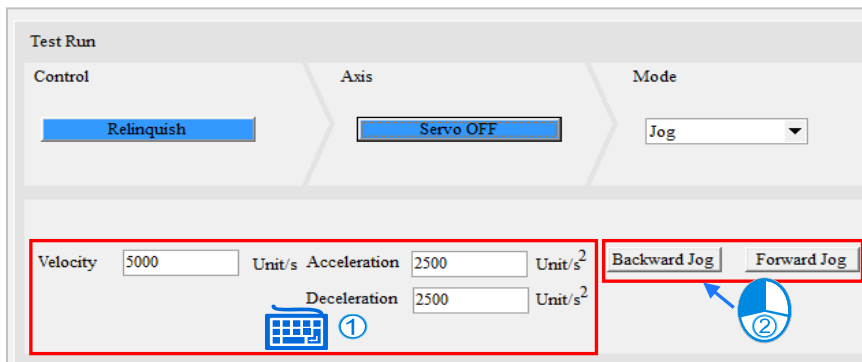 Test Run
Control Axis Mode
Relinquish Servo OFF Jog
Velocity 5000 Unit/s Acceleration 2500 Unit/s² Backward Jog Forward Jog
Deceleration 2500 Unit/s²
① ②